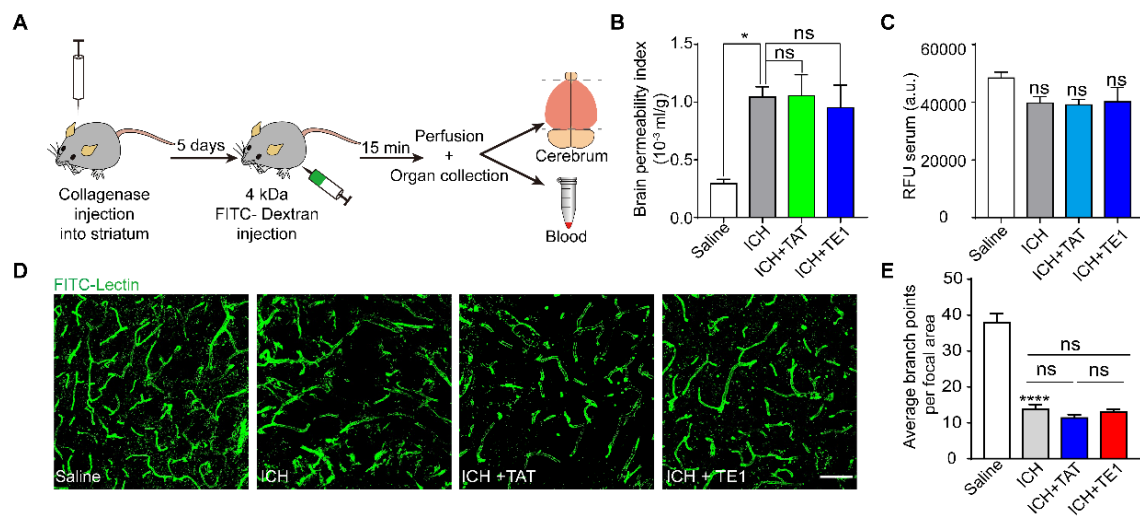 A
5 days
15 min
Perfusion
+
Organ collection
Cerebrum
Blood
Collagenase
injection
into striatum
4 kDa
FITC- Dextran
injection
B
Brain permeability index
(10⁻³ ml/g)
1.5
1.0
0.5
0.0
*
ns
ns
Saline
ICH
ICH+TAT
ICH+TE1
C
RFU serum (a.u.)
60000
40000
20000
0
ns
ns
ns
Saline
ICH
ICH+TAT
ICH+TE1
D
FITC-Lectin
Saline
ICH
ICH +TAT
ICH + TE1
E
Average branch points
per focal area
50
40
30
20
10
0
****
ns
ns
ns
Saline
ICH
ICH+TAT
ICH+TE1